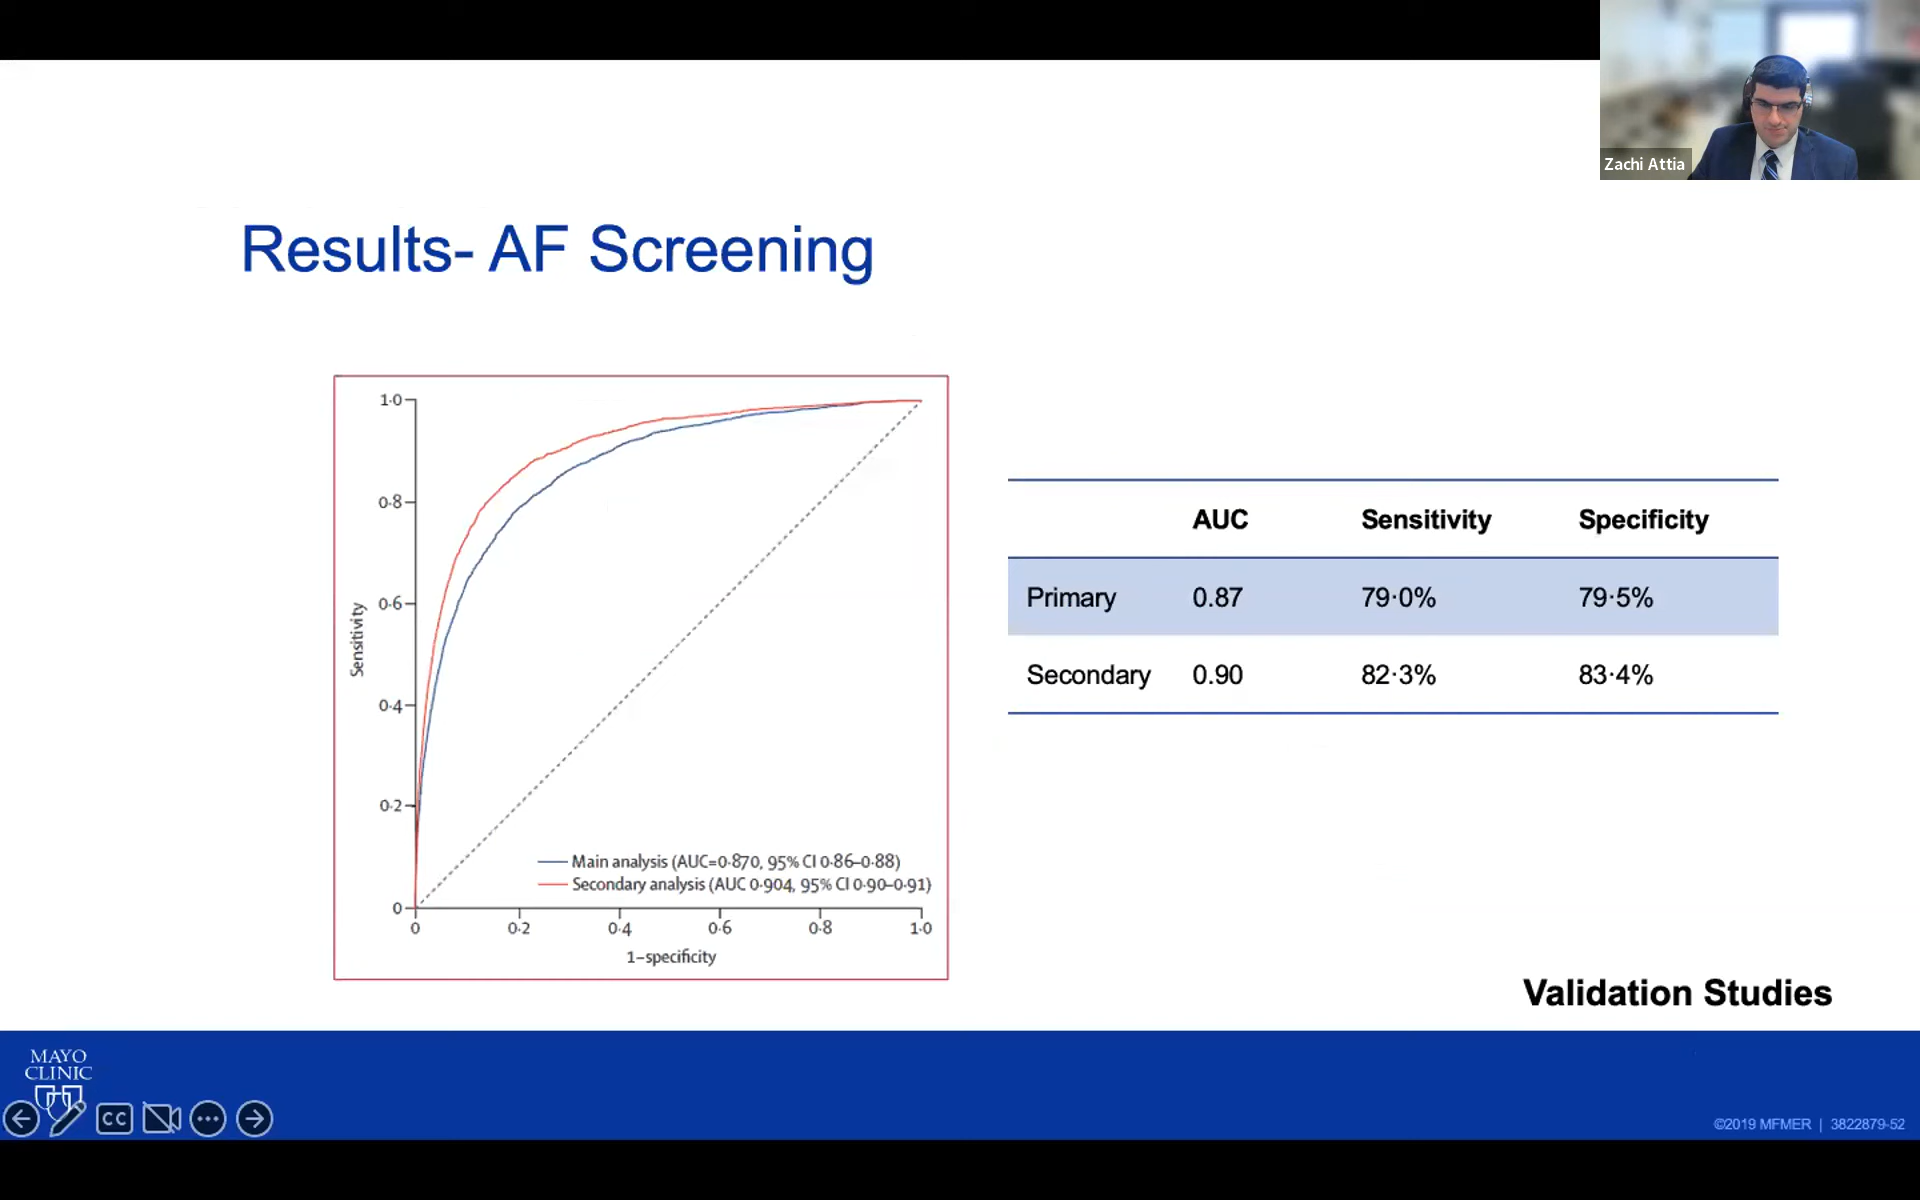 Zachi Attia
Results- AF Screening
1·0
0·8
0·6
0·4
0·2
0
Sensitivity
0
0·2
0·4
0·6
0·8
1·0
1–specificity
Main analysis (AUC=0·870, 95% CI 0·86–0·88)
Secondary analysis (AUC 0·904, 95% CI 0·90–0·91)
AUC Sensitivity Specificity
Primary 0.87 79·0% 79·5%
Secondary 0.90 82·3% 83·4%
Validation Studies
MAYO
CLINIC
CC
©2019 MFMER | 3822879-52